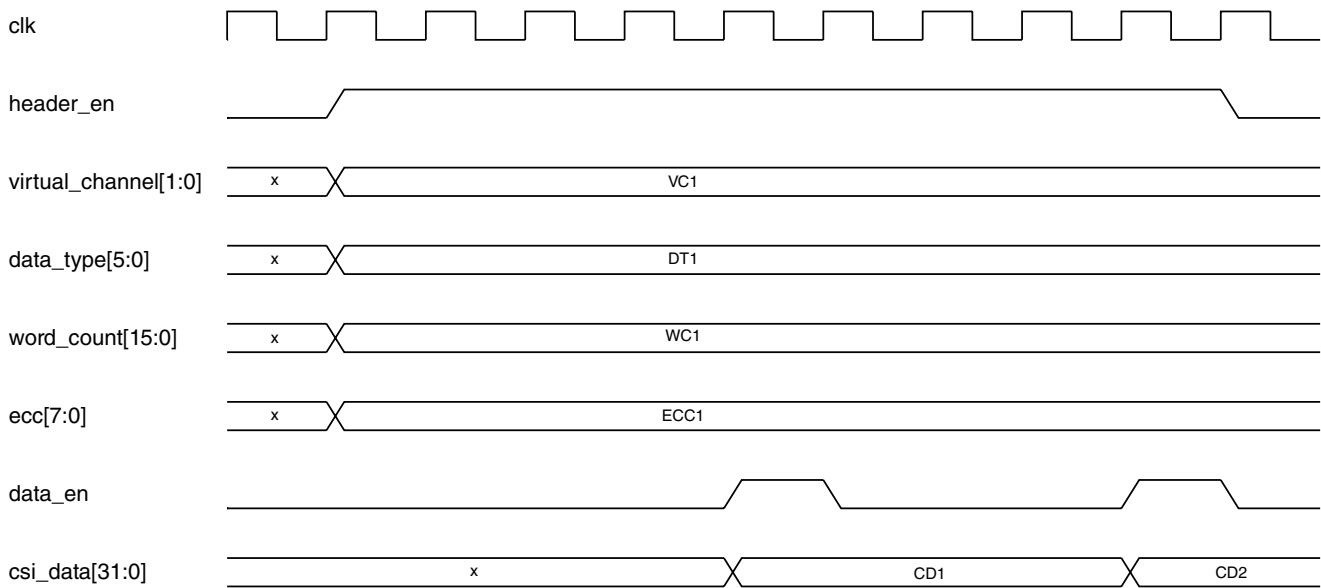 clk
header_en
virtual_channel[1:0] x VC1
data_type[5:0] x DT1
word_count[15:0] x WC1
ecc[7:0] x ECC1
data_en
csi_data[31:0] x CD1 CD2